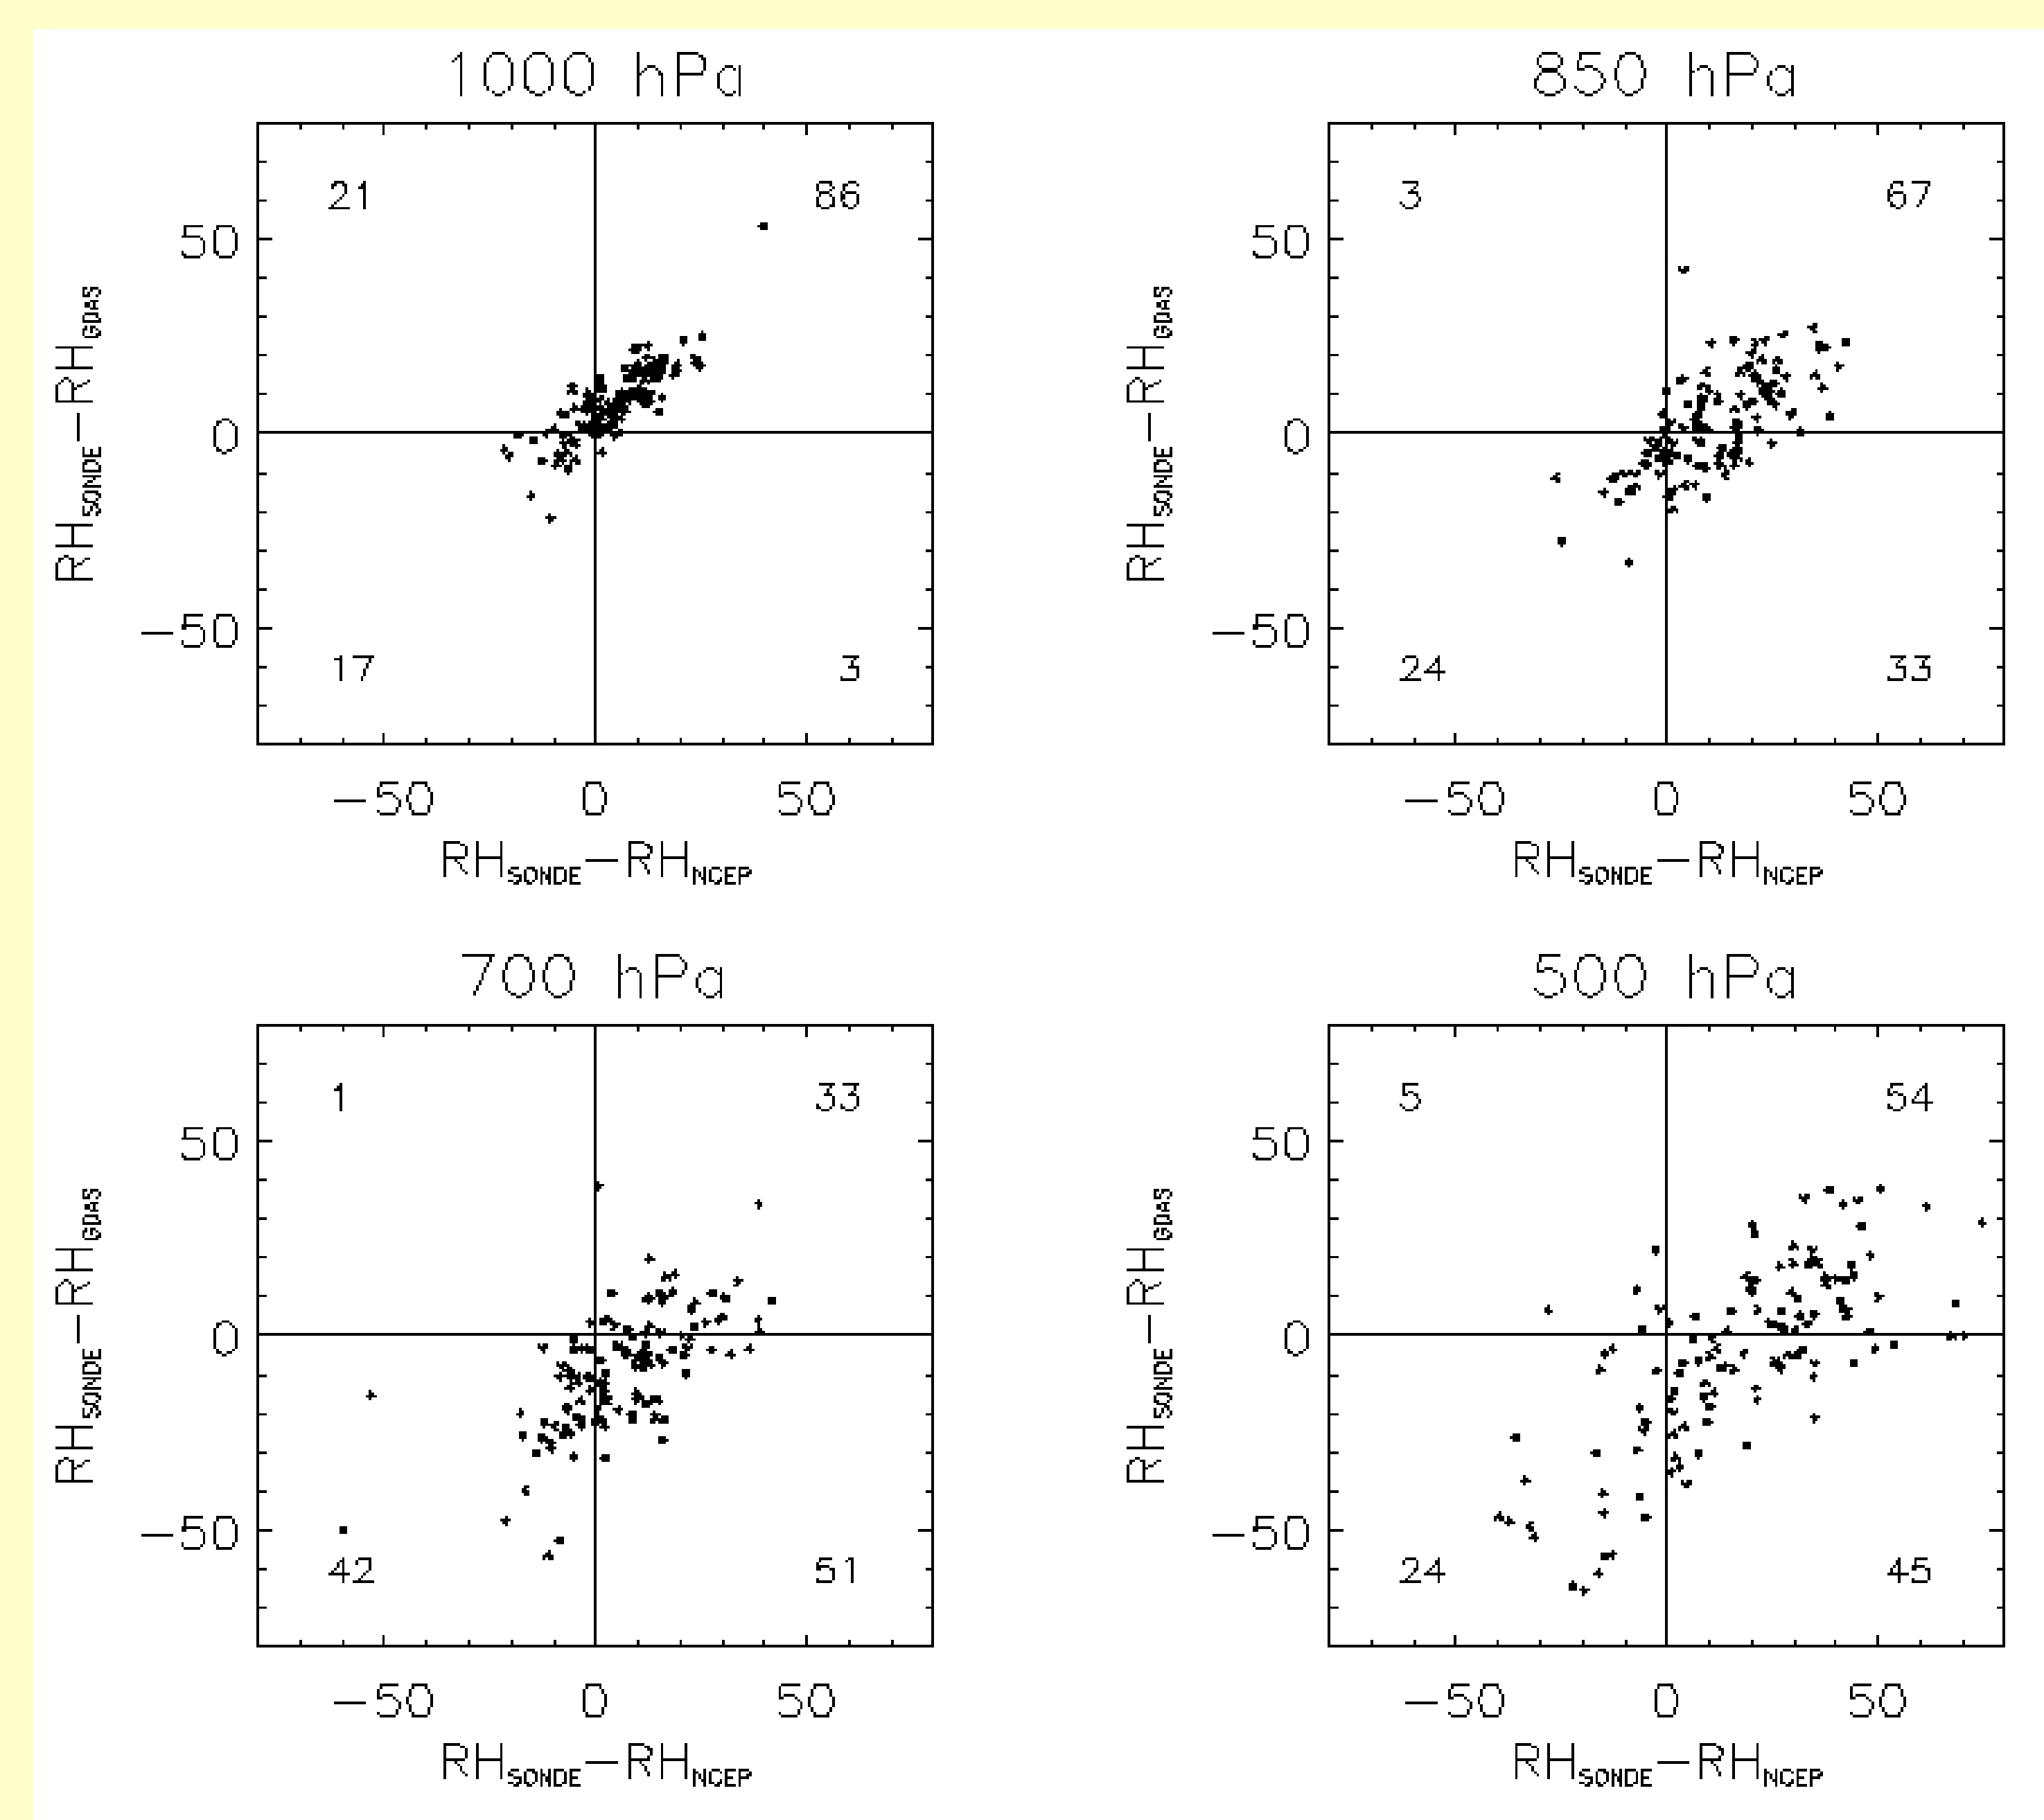 1000 hPa
21 86
50
0
−50
17 3
RH_SONDE−RH_GDAS
−50 0 50
RH_SONDE−RH_NCEP
850 hPa
3 67
50
0
−50
24 33
RH_SONDE−RH_GDAS
−50 0 50
RH_SONDE−RH_NCEP
700 hPa
1 33
50
0
−50
42 51
RH_SONDE−RH_GDAS
−50 0 50
RH_SONDE−RH_NCEP
500 hPa
5 54
50
0
−50
24 45
RH_SONDE−RH_GDAS
−50 0 50
RH_SONDE−RH_NCEP